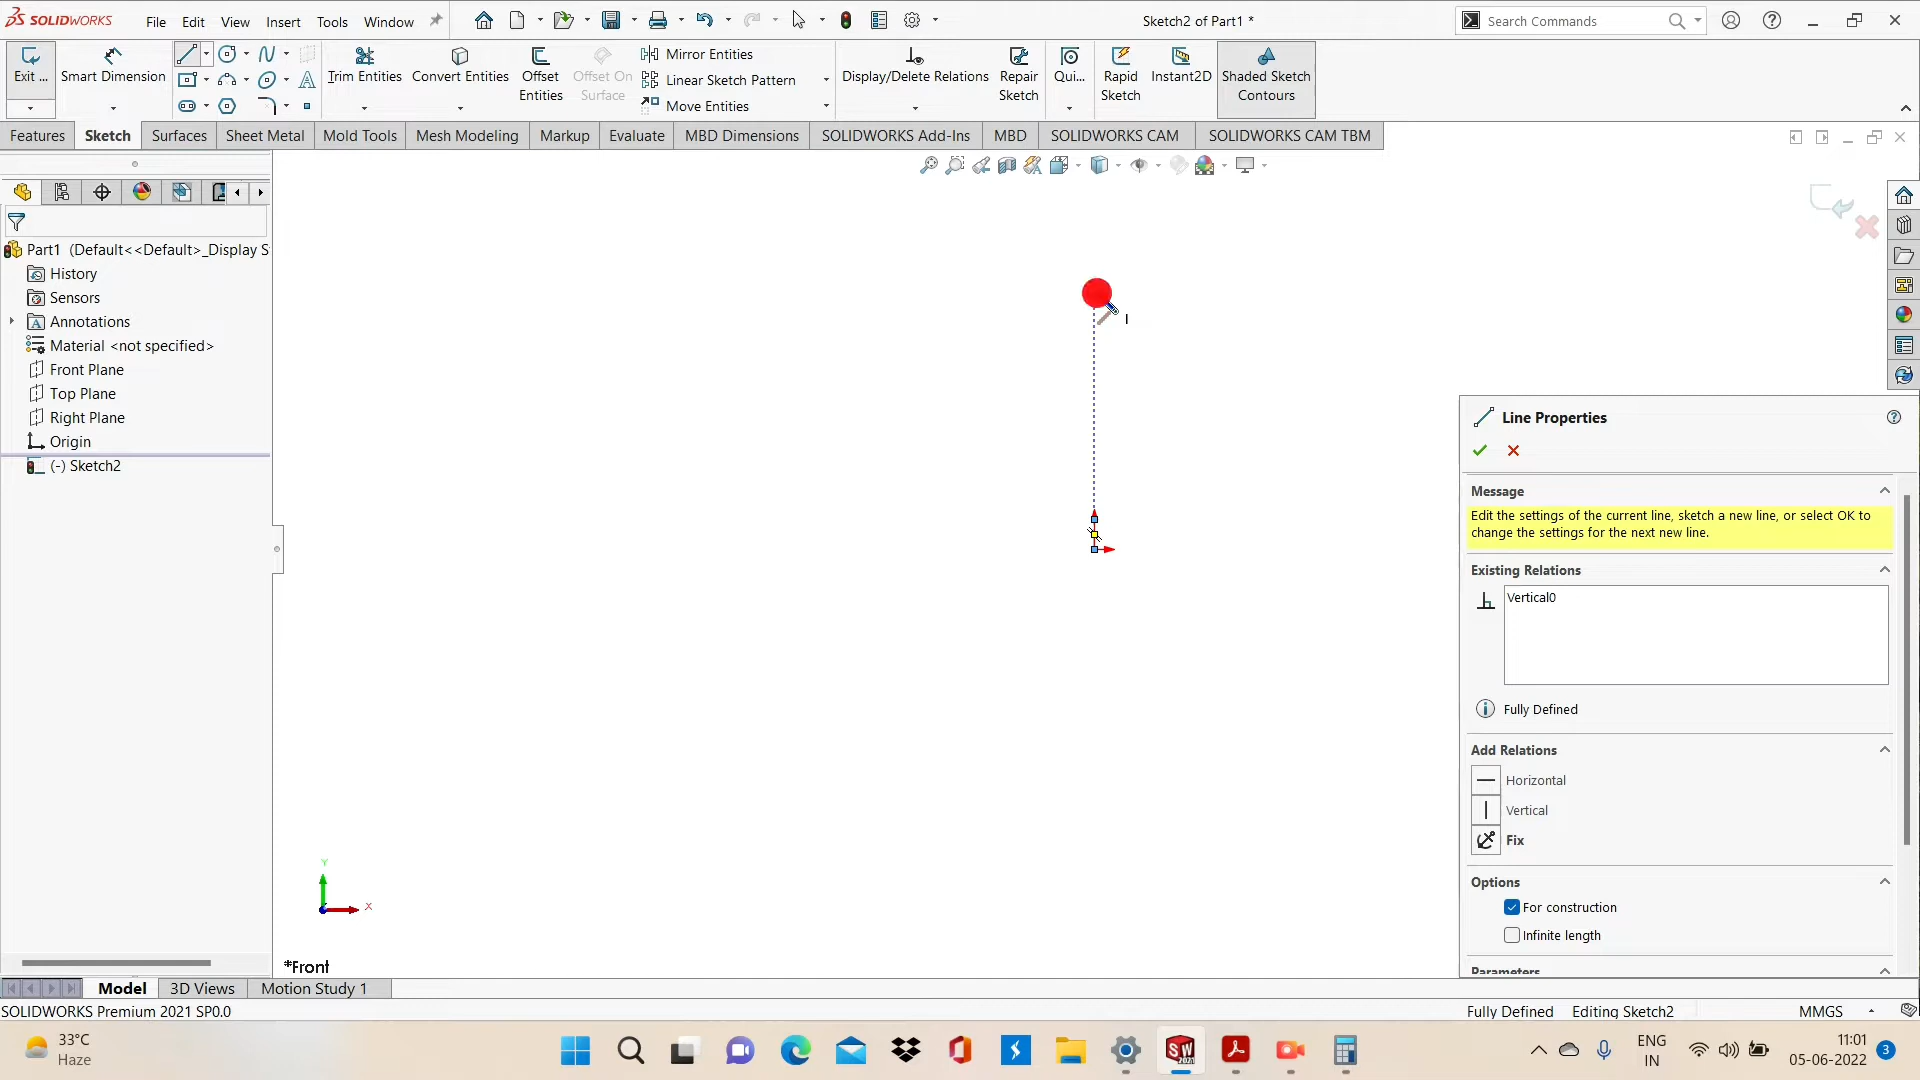 SOLIDWORKS File Edit View Insert Tools Window Sketch2 of Part1 * Search Commands
Exit ... Smart Dimension Trim Entities Convert Entities Offset Entities Offset On Surface Mirror Entities Linear Sketch Pattern Move Entities Display/Delete Relations Repair Sketch Qui... Rapid Sketch Instant2D Shaded Sketch Contours
Features Sketch Surfaces Sheet Metal Mold Tools Mesh Modeling Markup Evaluate MBD Dimensions SOLIDWORKS Add-Ins MBD SOLIDWORKS CAM SOLIDWORKS CAM TBM
Part1 (Default<<Default>_Display S
History
Sensors
Annotations
Material <not specified>
Front Plane
Top Plane
Right Plane
Origin
(-) Sketch2
Line Properties
Message
Edit the settings of the current line, sketch a new line, or select OK to
change the settings for the next new line.
Existing Relations
Vertical0
Fully Defined
Add Relations
Horizontal
Vertical
Fix
Options
For construction
Infinite length
Parameters
Y
X
*Front
Model 3D Views Motion Study 1
SOLIDWORKS Premium 2021 SP0.0 Fully Defined Editing Sketch2 MMGS
33°C
Haze
SW
2021
ENG
IN
11:01
05-06-2022
3